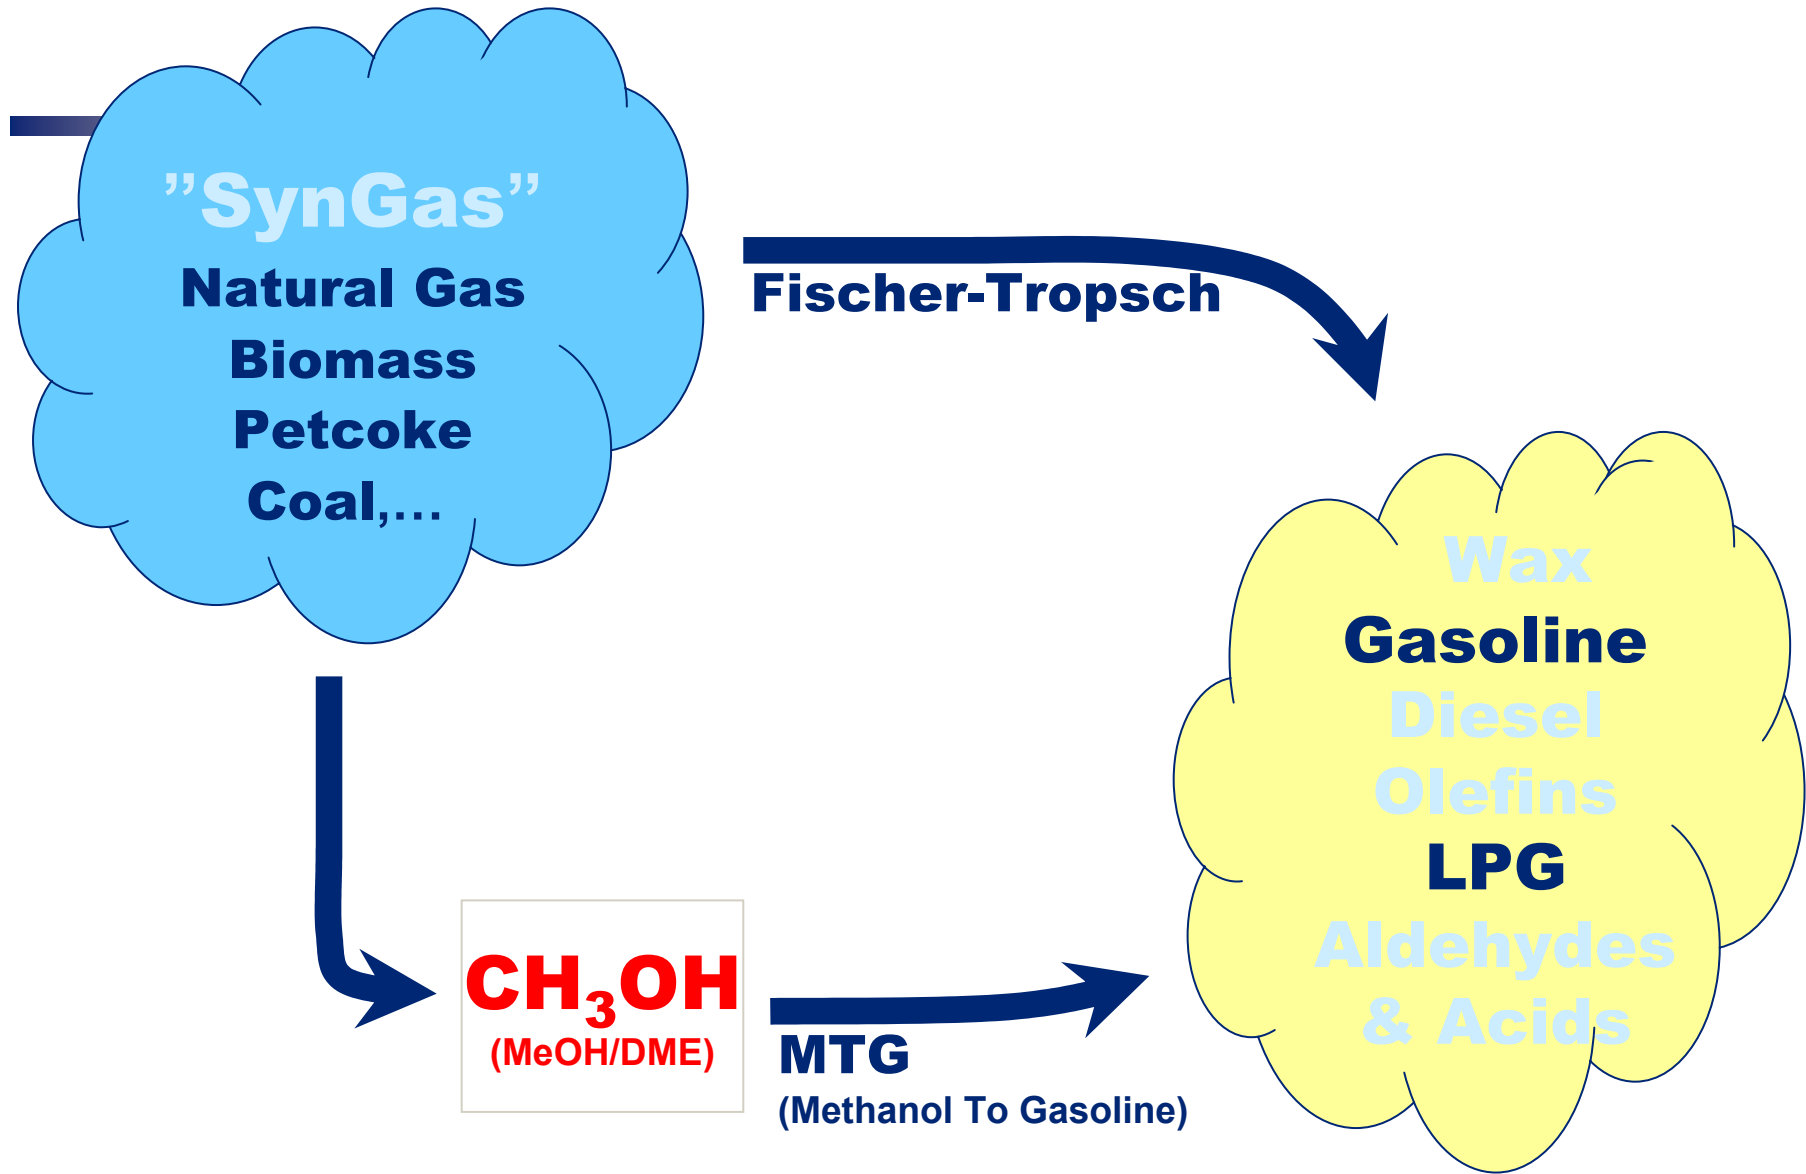 ”SynGas”
Natural Gas
Biomass
Petcoke
Coal,…
Fischer-Tropsch
Wax
Gasoline
Diesel
Olefins
LPG
Aldehydes
& Acids
CH₃OH
(MeOH/DME)
MTG
(Methanol To Gasoline)